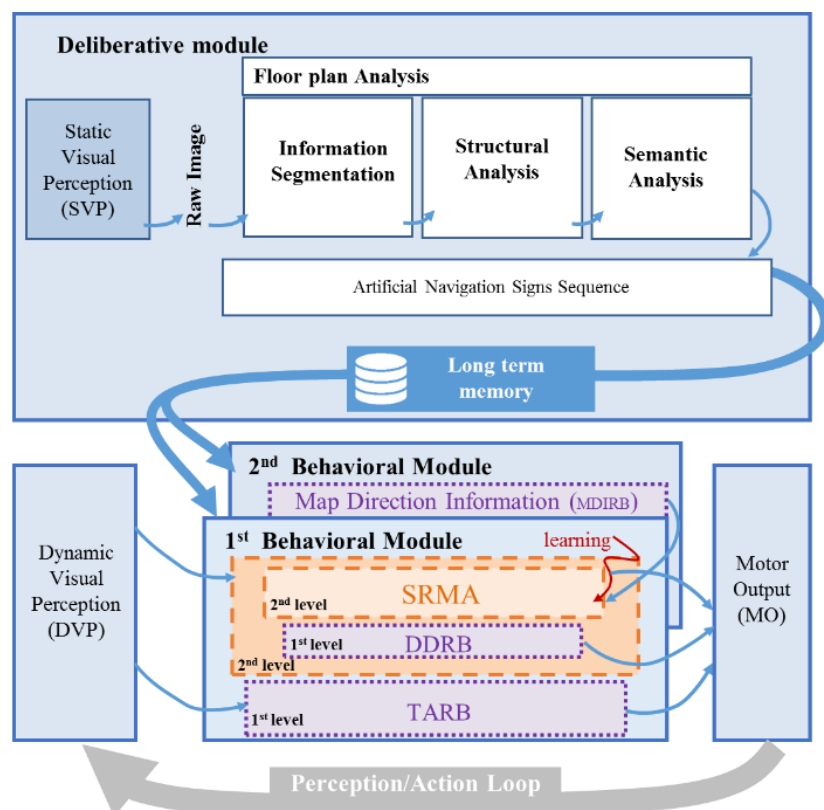 Deliberative module
Floor plan Analysis
Static
Visual
Perception
(SVP)
Raw Image
Information
Segmentation
Structural
Analysis
Semantic
Analysis
Artificial Navigation Signs Sequence
Long term
memory
2nd Behavioral Module
Map Direction Information (MDIRB)
1st Behavioral Module
learning
Dynamic
Visual
Perception
(DVP)
SRMA
2nd level
1st level
DDRB
2nd level
1st level
TARB
Motor
Output
(MO)
Perception/Action Loop